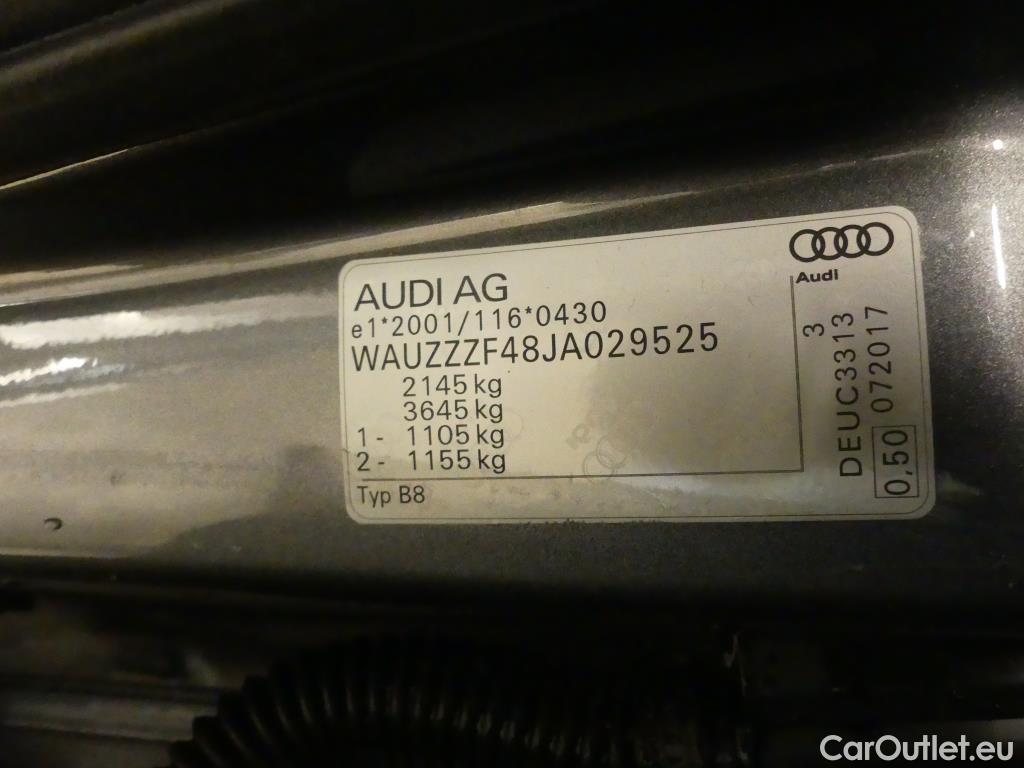 AUDI AG
e1*2001/116*0430
WAUZZZF48JA029525
2145 kg
3645 kg
1 - 1105 kg
2 - 1155 kg
Typ B8
Audi
3
DEUC3313
0,50 072017
CarOutlet.eu